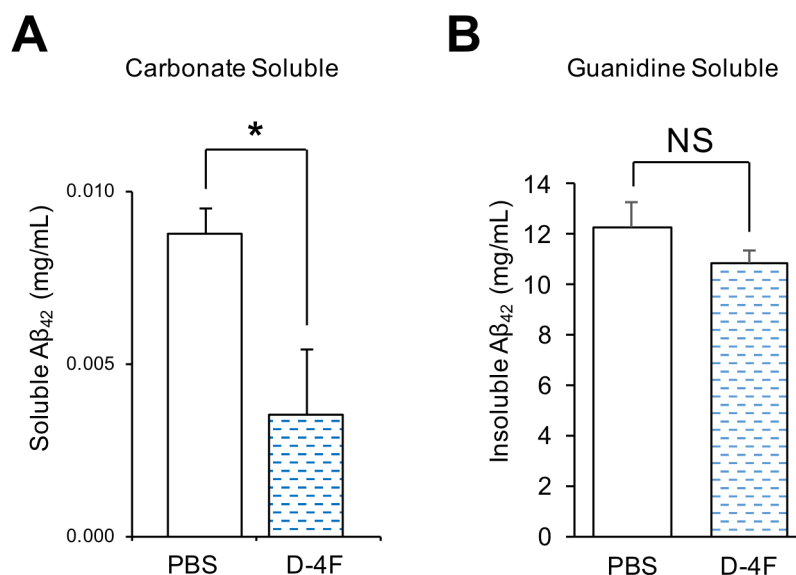 A
Carbonate Soluble
*
Soluble Aβ42 (mg/mL)
0.010
0.005
0.000
PBS
D-4F
B
Guanidine Soluble
NS
Insoluble Aβ42 (mg/mL)
14
12
10
8
6
4
2
0
PBS
D-4F